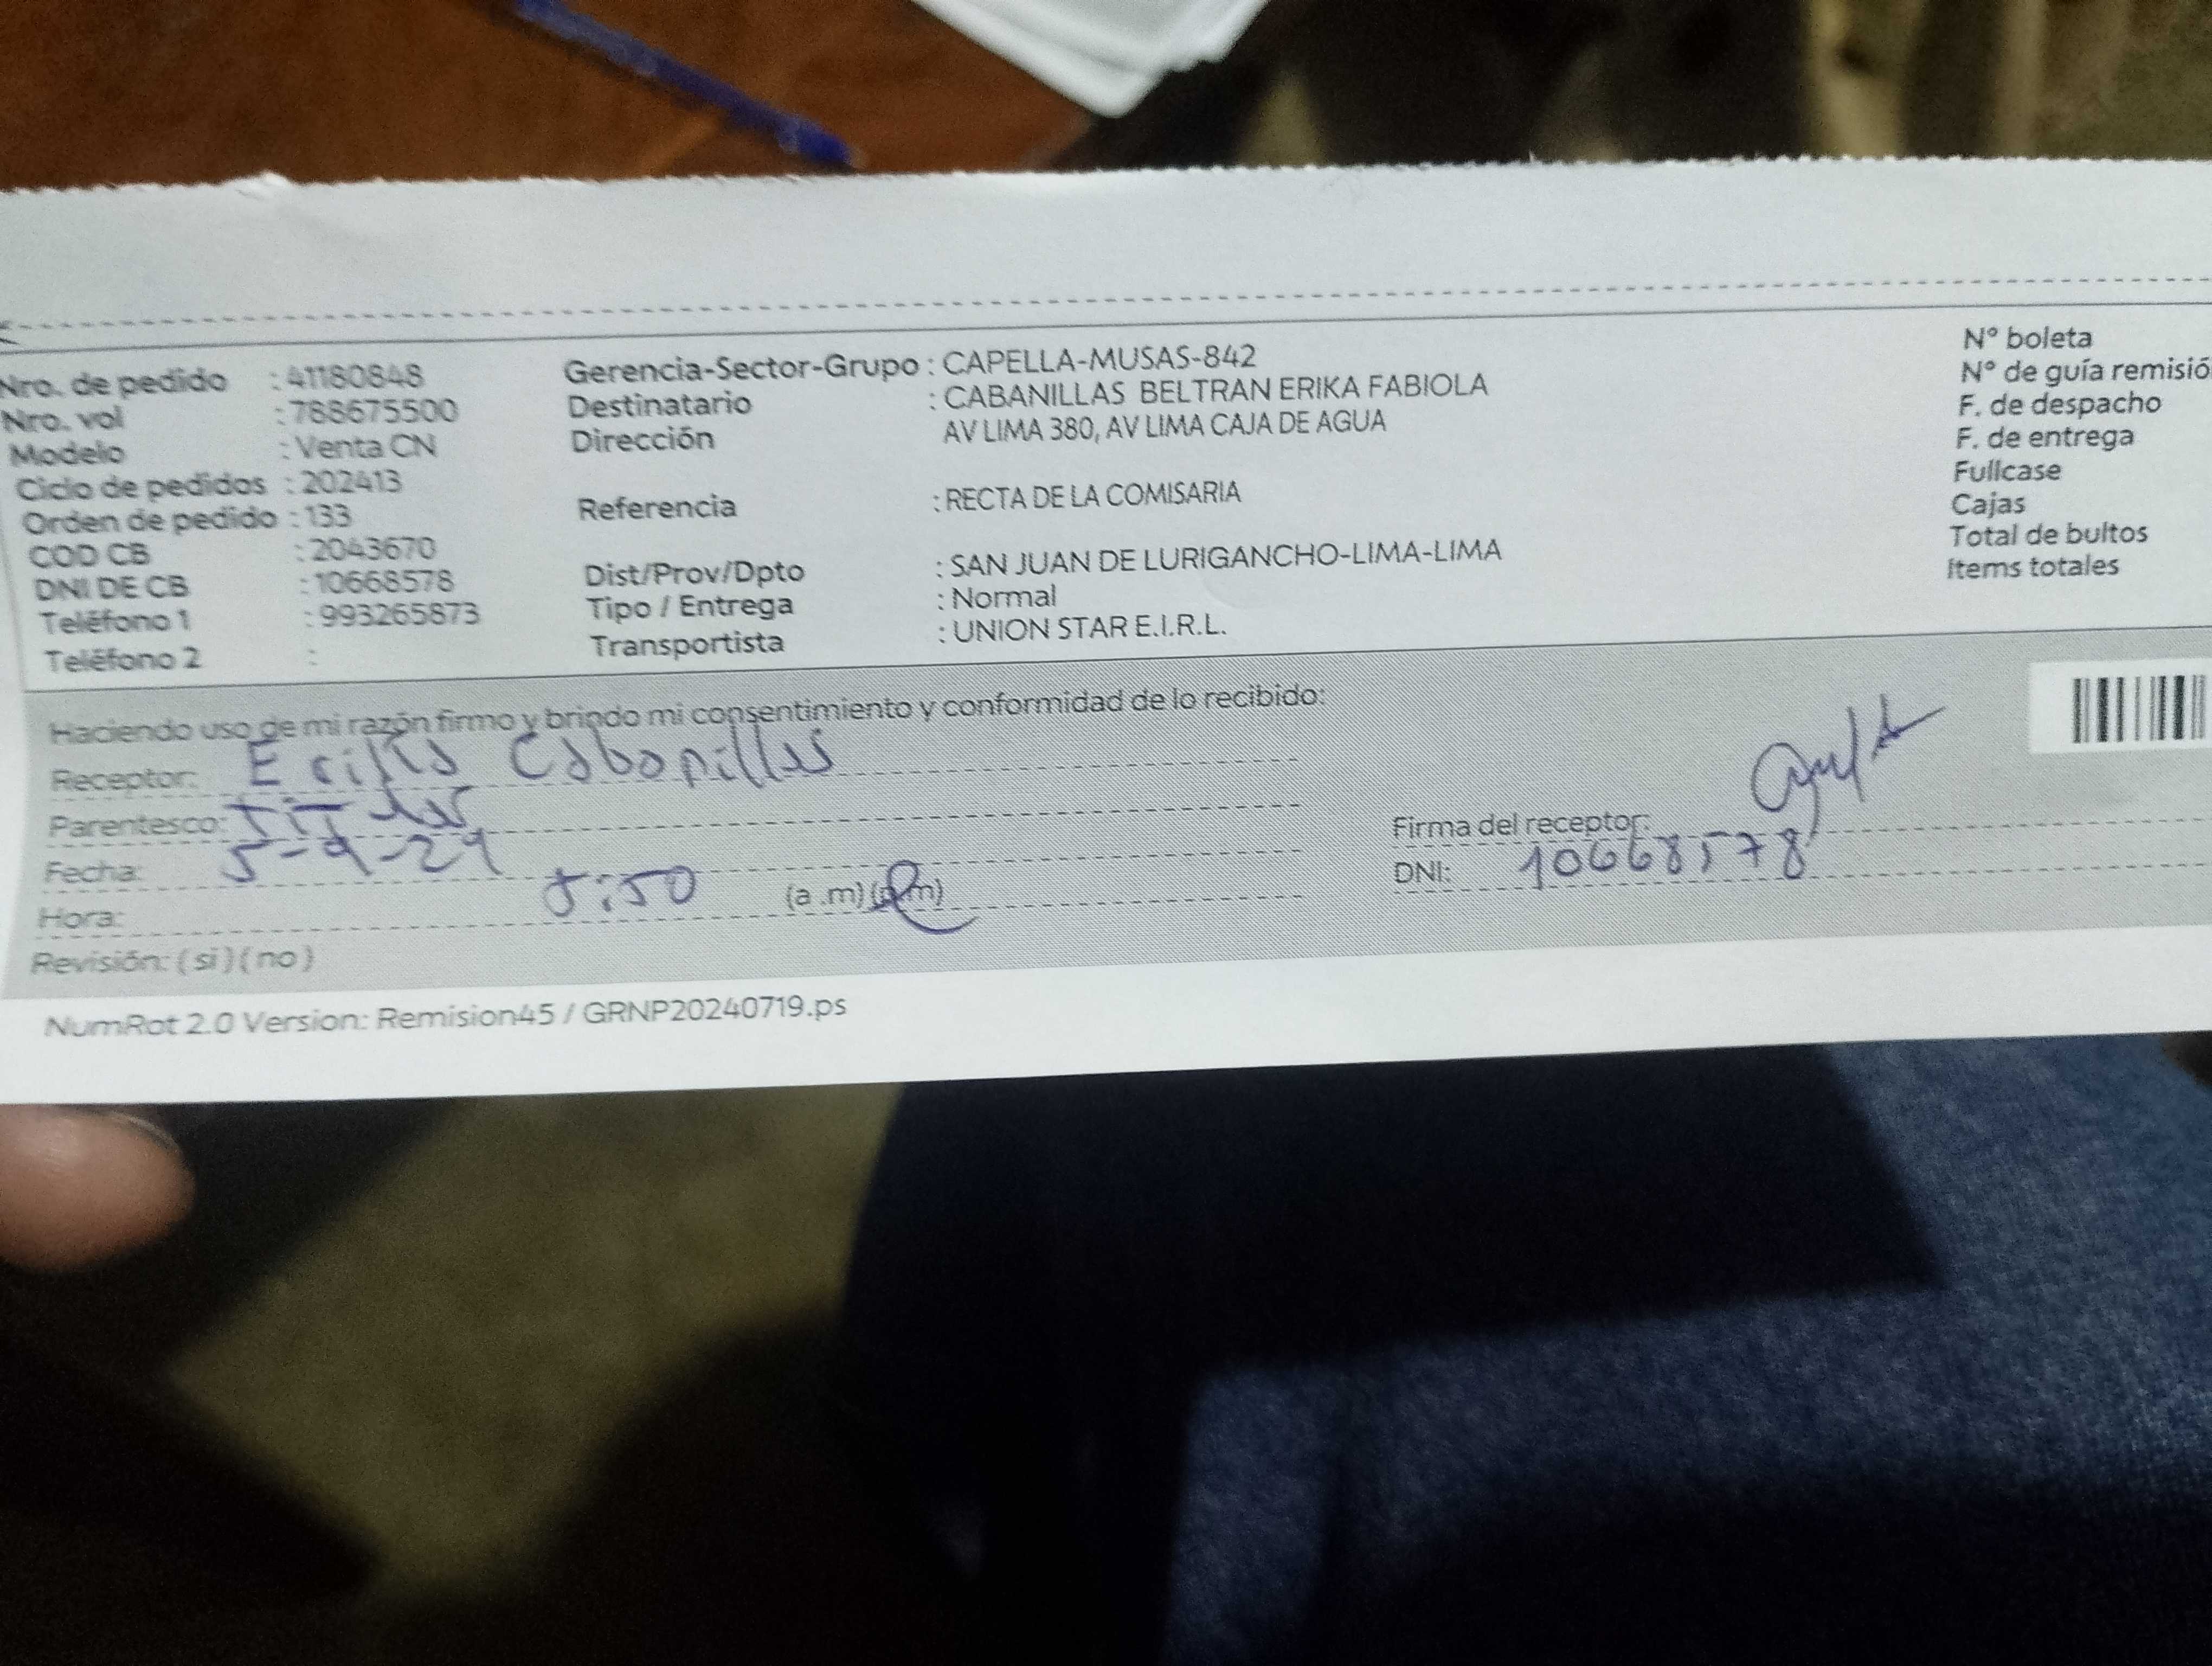 Nro. de pedido : 41180848
Nro. vol : 788675500
Modelo : Venta CN
Ciclo de pedidos : 202413
Orden de pedido : 133
COD CB : 2043670
DNI DE CB : 10668578
Teléfono 1 : 993265873
Teléfono 2 :
Gerencia-Sector-Grupo : CAPELLA-MUSAS-842
Destinatario : CABANILLAS BELTRAN ERIKA FABIOLA
Dirección AV LIMA 380, AV LIMA CAJA DE AGUA
Referencia : RECTA DE LA COMISARIA
Dist/Prov/Dpto : SAN JUAN DE LURIGANCHO-LIMA-LIMA
Tipo / Entrega : Normal
Transportista : UNION STAR E.I.R.L.
Nº boleta
Nº de guía remisió
F. de despacho
F. de entrega
Fullcase
Cajas
Total de bultos
Items totales
Haciendo uso de mi razón firmo y brindo mi consentimiento y conformidad de lo recibido:
Receptor: Erika Cabanillas
Parentesco: Titular
Fecha: 5-9-24
Hora: 5:50 (a .m) (p.m)
Revisión: ( si ) ( no )
Firma del receptor:
DNI: 10668578
NumRot 2.0 Version: Remision45 / GRNP20240719.ps